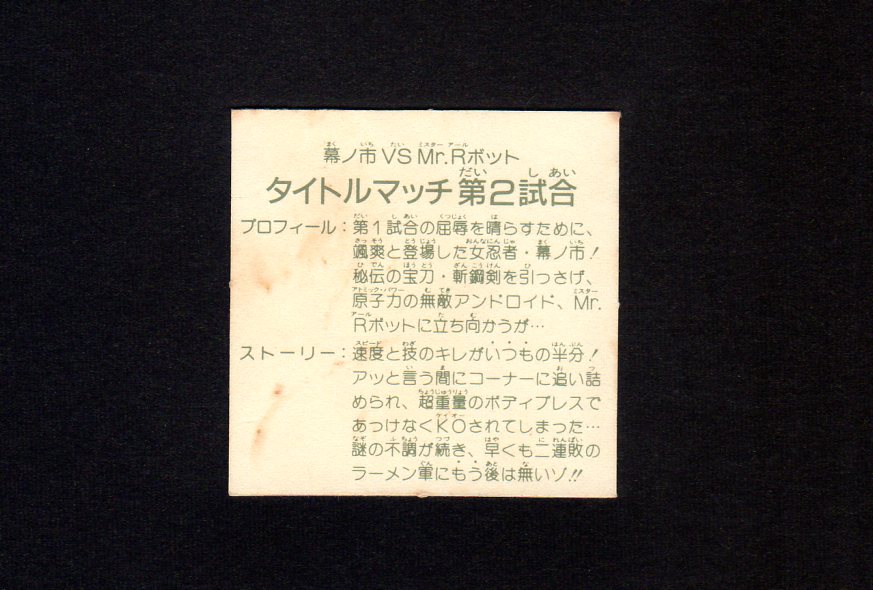 幕ノ市 VS Mr.Rボット
タイトルマッチ 第2試合
プロフィール：第1試合の屈辱を晴らすために、
颯爽と登場した女忍者・幕ノ市！
秘伝の宝刀・斬鋼剣を引っさげ、
原子力の無敵アンドロイド、Mr.
Rボットに立ち向かうが…
ストーリー：速度と技のキレがいつもの半分！
アッと言う間にコーナーに追い詰
められ、超重量のボディプレスで
あっけなくKOされてしまった…
謎の不調が続き、早くも二連敗の
ラーメン軍にもう後は無いゾ!!